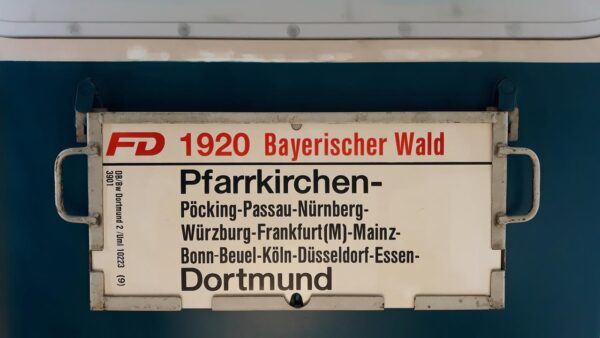 FD 1920 Bayerischer Wald
Pfarrkirchen-
Pöcking-Passau-Nürnberg-
Würzburg-Frankfurt(M)-Mainz-
Bonn-Beuel-Köln-Düsseldorf-Essen-
Dortmund
DB/Bw Dortmund 2 /Uml 10223 (9)
3901